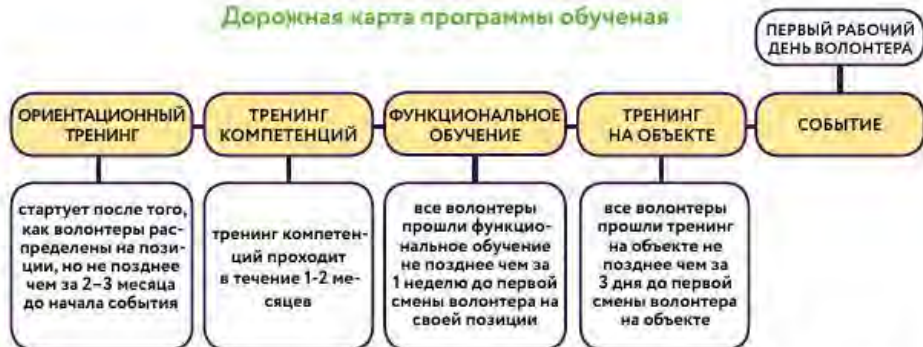 Дорожная карта программы обученая
ПЕРВЫЙ РАБОЧИЙ
ДЕНЬ ВОЛОНТЕРА
ОРИЕНТАЦИОННЫЙ
ТРЕНИНГ
ТРЕНИНГ
КОМПЕТЕНЦИЙ
ФУНКЦИОНАЛЬНОЕ
ОБУЧЕНИЕ
ТРЕНИНГ
НА ОБЪЕКТЕ
СОБЫТИЕ
стартует после того,
как волонтеры рас-
пределены на пози-
ции, но не позднее
чем за 2–3 месяца
до начала события
тренинг компетен-
ций проходит
в течение 1-2 ме-
сяцев
все волонтеры
прошли функцио-
нальное обучение
не позднее чем за
1 неделю до первой
смены волонтера на
своей позиции
все волонтеры
прошли тренинг
на объекте не
позднее чем за
3 дня до первой
смены волонтера
на объекте